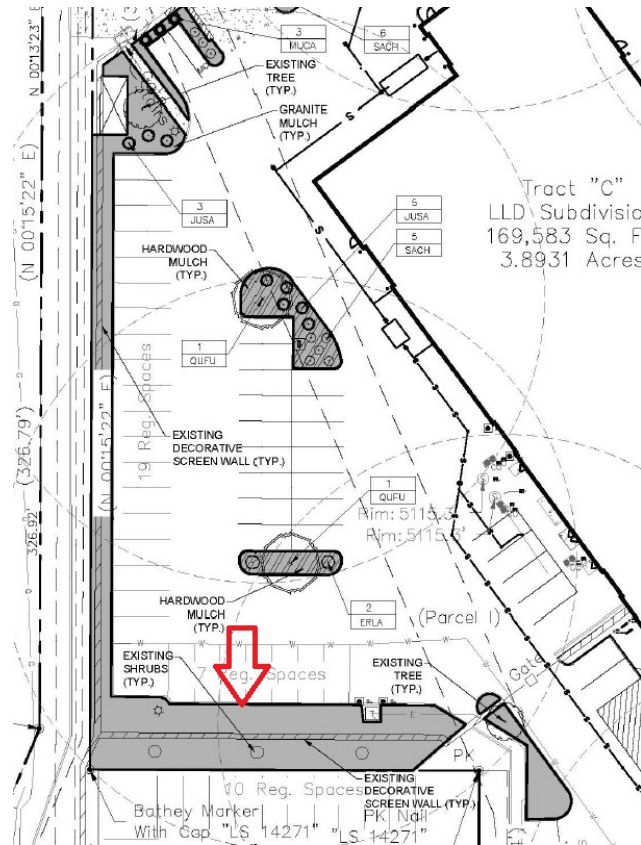 N 00°13'23" E
(N 00°15'22" E)
(326.79')
326.92'
3
MUCA
6
SACH
EXISTING
TREE
(TYP.)
GRANITE
MULCH
(TYP.)
3
JUSA
HARDWOOD
MULCH
(TYP.)
5
JUSA
5
SACH
Tract "C"
LLD Subdivisio
169,583 Sq. F
3.8931 Acres
1
QUFU
19 Reg. Spaces
(N 00°15'22" E)
EXISTING
DECORATIVE
SCREEN WALL (TYP.)
1
QUFU
Rim: 5115.3'
Rim: 5115.6'
HARDWOOD
MULCH
(TYP.)
2
ERLA
(Parcel I)
EXISTING
SHRUBS
(TYP.)
7 Reg. Spaces
EXISTING
TREE
(TYP.)
Gate
PK
10 Reg. Spaces
EXISTING
DECORATIVE
SCREEN WALL (TYP.)
Bathey Marker
With Cap "LS 14271"
PK Nail
"LS 14271"